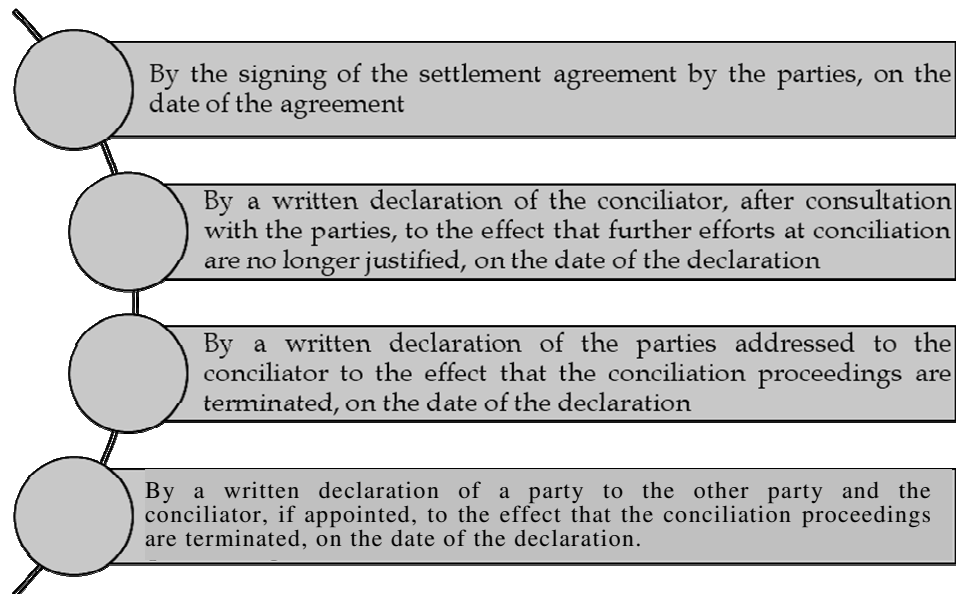 By the signing of the settlement agreement by the parties, on the
date of the agreement
By a written declaration of the conciliator, after consultation
with the parties, to the effect that further efforts at conciliation
are no longer justified, on the date of the declaration
By a written declaration of the parties addressed to the
conciliator to the effect that the conciliation proceedings are
terminated, on the date of the declaration
By a written declaration of a party to the other party and the
conciliator, if appointed, to the effect that the conciliation proceedings
are terminated, on the date of the declaration.